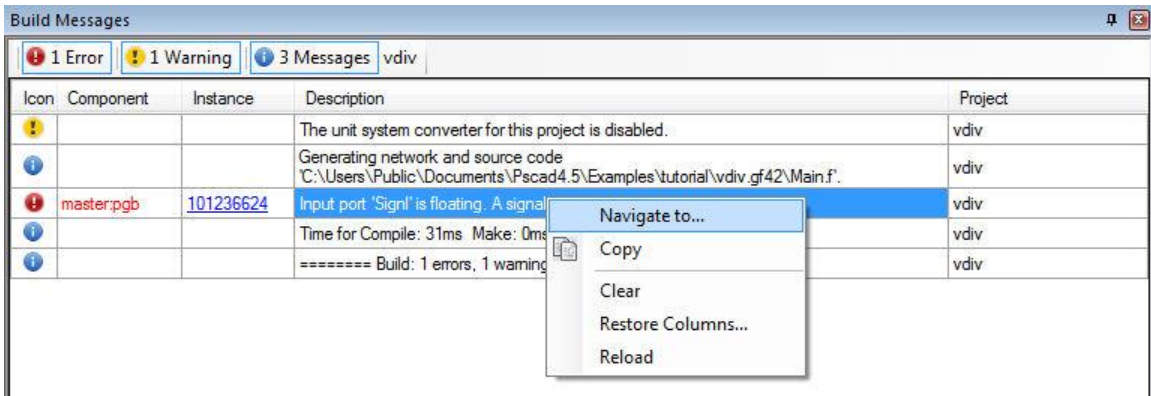 Build Messages
1 Error 1 Warning 3 Messages vdiv
Icon Component Instance Description Project
The unit system converter for this project is disabled. vdiv
Generating network and source code
'C:\Users\Public\Documents\Pscad4.5\Examples\tutorial\vdiv.gf42\Main.f'. vdiv
master:pgb 101236624 Input port 'Signl' is floating. A signal vdiv
Time for Compile: 31ms Make: 0ms vdiv
======== Build: 1 errors, 1 warning vdiv
Navigate to...
Copy
Clear
Restore Columns...
Reload